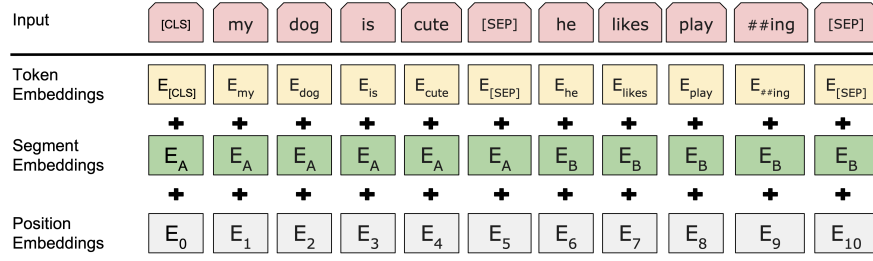 Input [CLS] my dog is cute [SEP] he likes play ##ing [SEP]
Token Embeddings E[CLS] Emy Edog Eis Ecute E[SEP] Ehe Elikes Eplay E##ing E[SEP]
+ + + + + + + + + + +
Segment Embeddings EA EA EA EA EA EA EB EB EB EB EB
+ + + + + + + + + + +
Position Embeddings E0 E1 E2 E3 E4 E5 E6 E7 E8 E9 E10